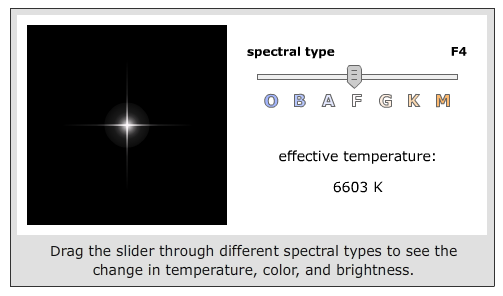 spectral type F4
O B A F G K M
effective temperature:
6603 K
Drag the slider through different spectral types to see the
change in temperature, color, and brightness.